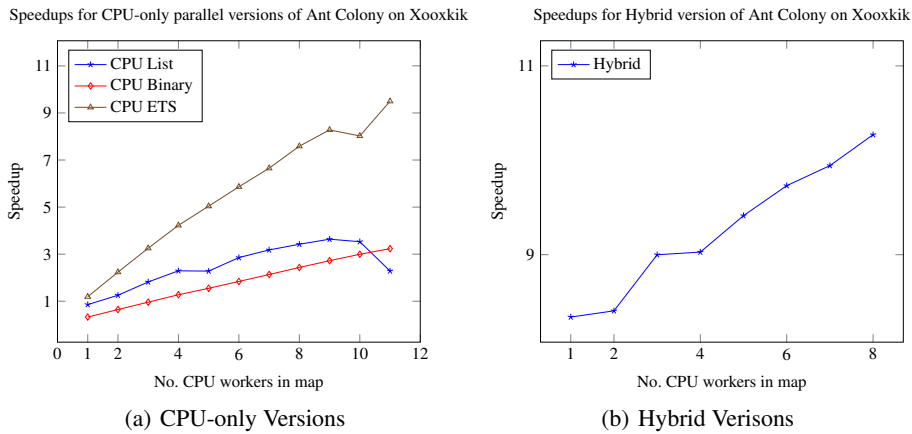 Speedups for CPU-only parallel versions of Ant Colony on Xooxkik
11
9
7
5
3
1
Speedup
CPU List
CPU Binary
CPU ETS
0 1 2 4 6 8 10 12
No. CPU workers in map
(a) CPU-only Versions
Speedups for Hybrid version of Ant Colony on Xooxkik
11
9
Speedup
Hybrid
1 2 4 6 8
No. CPU workers in map
(b) Hybrid Verisons